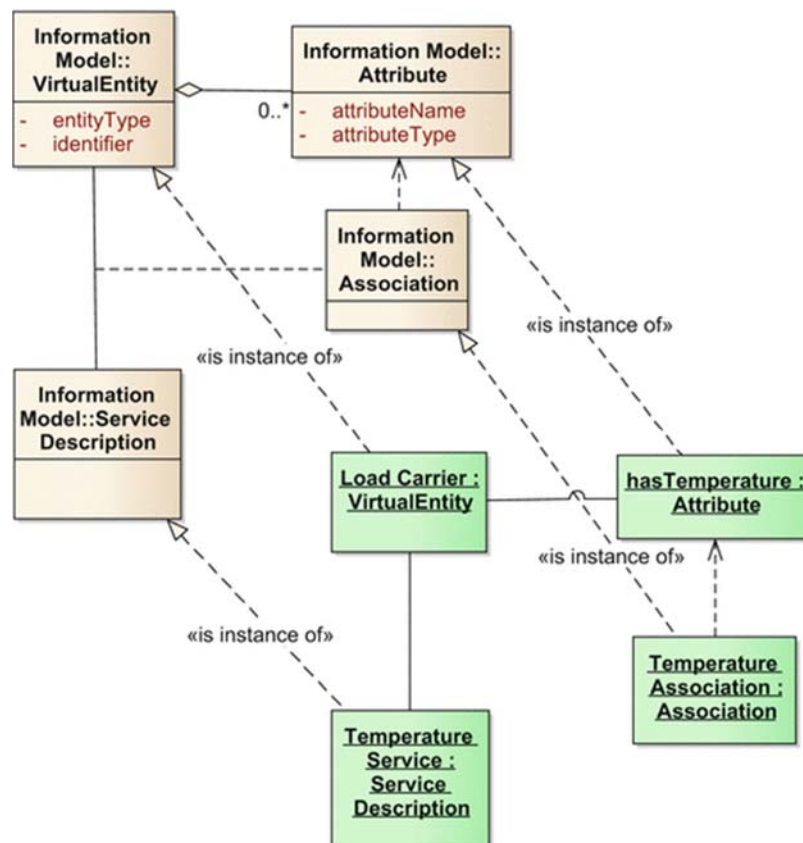 Information
Model::
VirtualEntity
- entityType
- identifier
Information Model::
Attribute
0..*
- attributeName
- attributeType
Information
Model::
Association
«is instance of»
«is instance of»
Information
Model::Service
Description
Load Carrier :
VirtualEntity
hasTemperature :
Attribute
«is instance of»
«is instance of»
Temperature
Association :
Association
Temperature
Service :
Service
Description